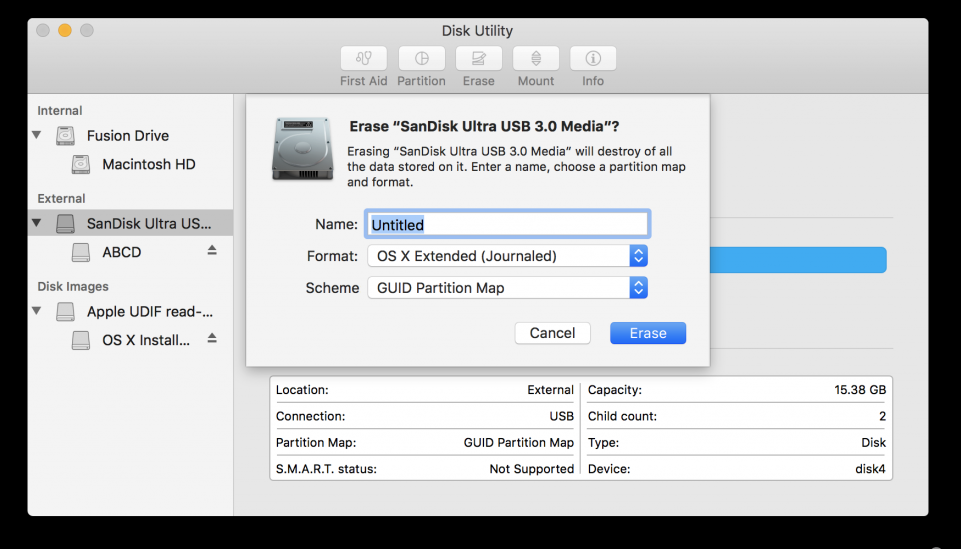 Disk Utility
First Aid
Partition
Erase
Mount
Info
Internal
Fusion Drive
Macintosh HD
External
SanDisk Ultra US...
ABCD
Disk Images
Apple UDIF read-...
OS X Install...
Erase “SanDisk Ultra USB 3.0 Media”?
Erasing “SanDisk Ultra USB 3.0 Media” will destroy of all
the data stored on it. Enter a name, choose a partition map
and format.
Name: Untitled
Format: OS X Extended (Journaled)
Scheme GUID Partition Map
Cancel
Erase
Location: External
Connection: USB
Partition Map: GUID Partition Map
S.M.A.R.T. status: Not Supported
Capacity: 15.38 GB
Child count: 2
Type: Disk
Device: disk4